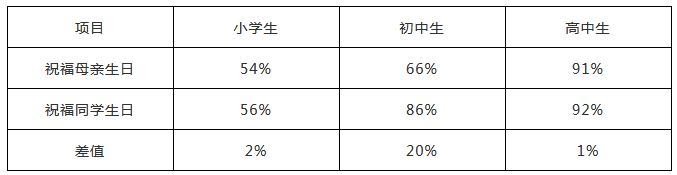 项目 小学生 初中生 高中生
祝福母亲生日 54% 66% 91%
祝福同学生日 56% 86% 92%
差值 2% 20% 1%